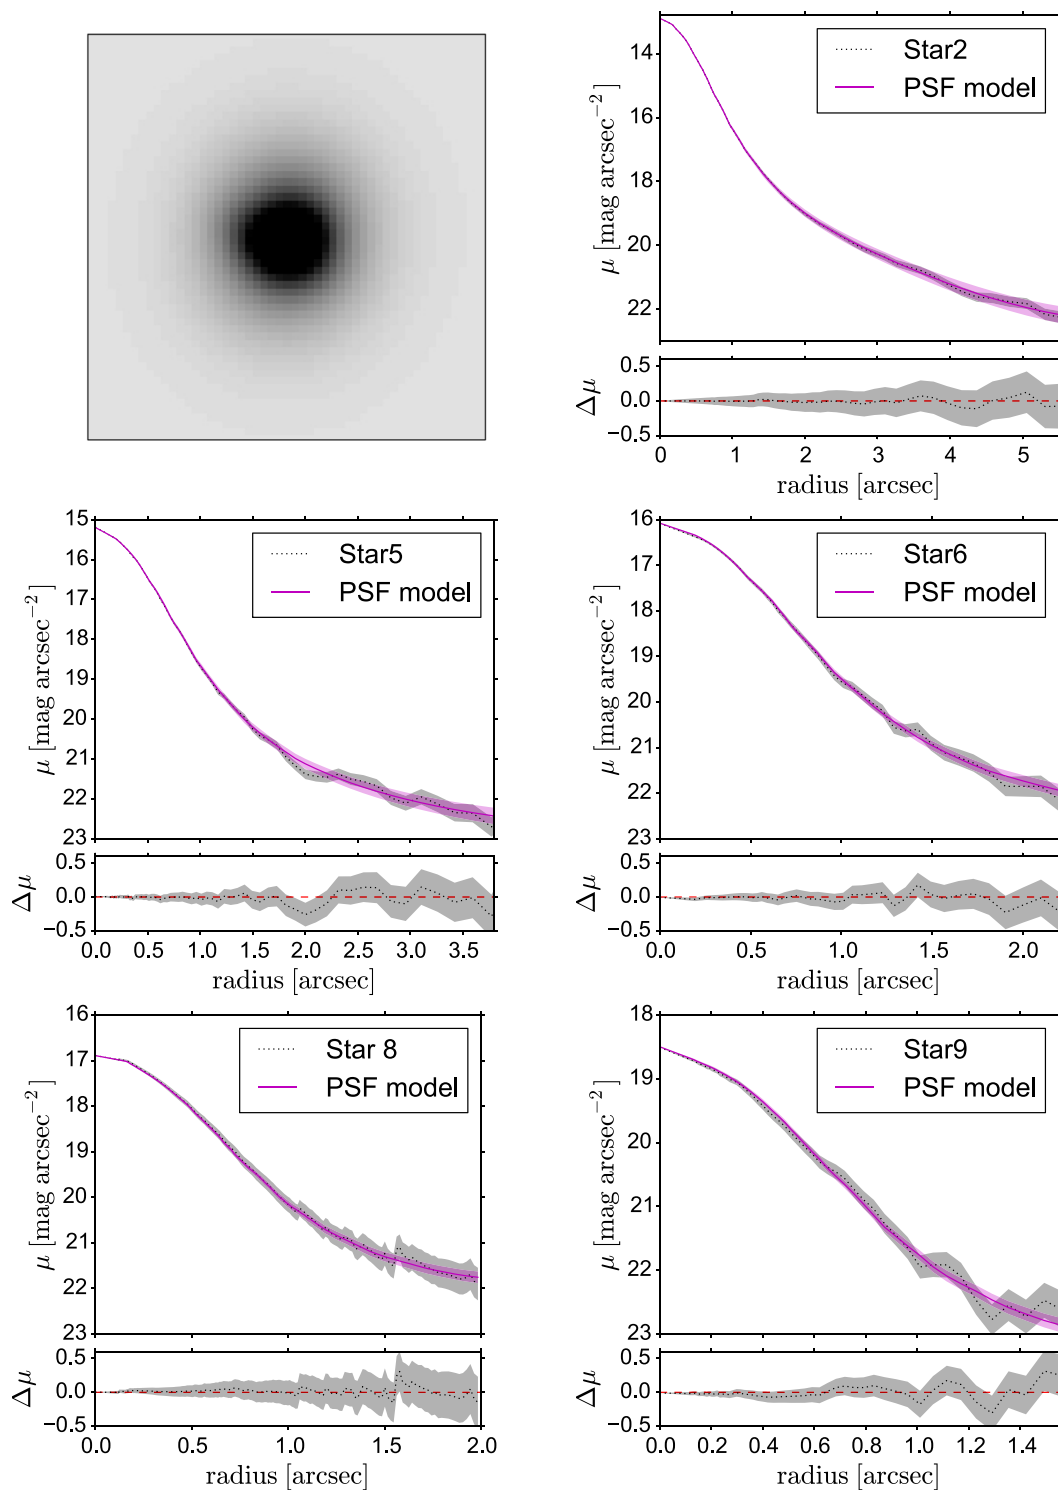 Star2
PSF model
14
16
18
20
22
μ [mag arcsec⁻²]
0.5
0.0
−0.5
Δμ
0 1 2 3 4 5
radius [arcsec]
Star5
PSF model
15
16
17
18
19
20
21
22
23
μ [mag arcsec⁻²]
0.5
0.0
−0.5
Δμ
0.0 0.5 1.0 1.5 2.0 2.5 3.0 3.5
radius [arcsec]
Star6
PSF model
16
17
18
19
20
21
22
23
μ [mag arcsec⁻²]
0.5
0.0
−0.5
Δμ
0.0 0.5 1.0 1.5 2.0
radius [arcsec]
Star 8
PSF model
16
17
18
19
20
21
22
23
μ [mag arcsec⁻²]
0.5
0.0
−0.5
Δμ
0.0 0.5 1.0 1.5 2.0
radius [arcsec]
Star9
PSF model
18
19
20
21
22
23
μ [mag arcsec⁻²]
0.5
0.0
−0.5
Δμ
0.0 0.2 0.4 0.6 0.8 1.0 1.2 1.4
radius [arcsec]